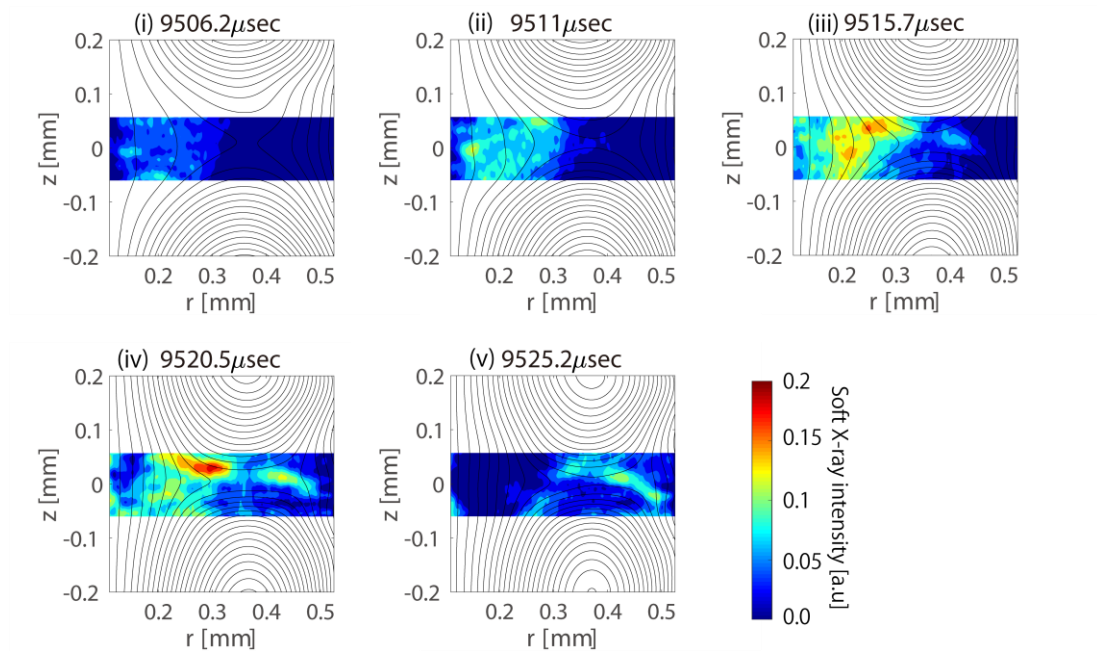 (i) 9506.2μsec
(ii) 9511μsec
(iii) 9515.7μsec
0.2
0.1
0
-0.1
-0.2
z [mm]
0.2 0.3 0.4 0.5
r [mm]
0.2
0.1
0
-0.1
-0.2
z [mm]
0.2 0.3 0.4 0.5
r [mm]
0.2
0.1
0
-0.1
-0.2
z [mm]
0.2 0.3 0.4 0.5
r [mm]
(iv) 9520.5μsec
(v) 9525.2μsec
0.2
0.1
0
-0.1
-0.2
z [mm]
0.2 0.3 0.4 0.5
r [mm]
0.2
0.1
0
-0.1
-0.2
z [mm]
0.2 0.3 0.4 0.5
r [mm]
0.2
0.15
0.1
0.05
0.0
Soft X-ray intensity [a.u]